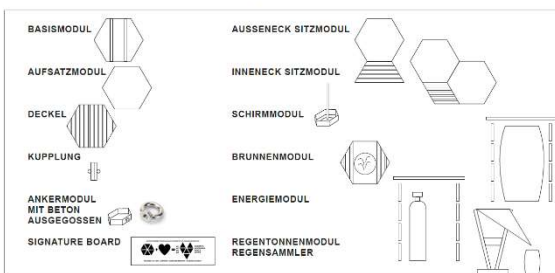 BASISMODUL
AUFSATZMODUL
DECKEL
KUPPLUNG
ANKERMODUL
MIT BETON
AUSGEGOSSEN
SIGNATURE BOARD
AUSSENECK SITZMODUL
INNENECK SITZMODUL
SCHIRMMODUL
BRUNNENMODUL
ENERGIEMODUL
REGENTONNENMODUL
REGENSAMMLER